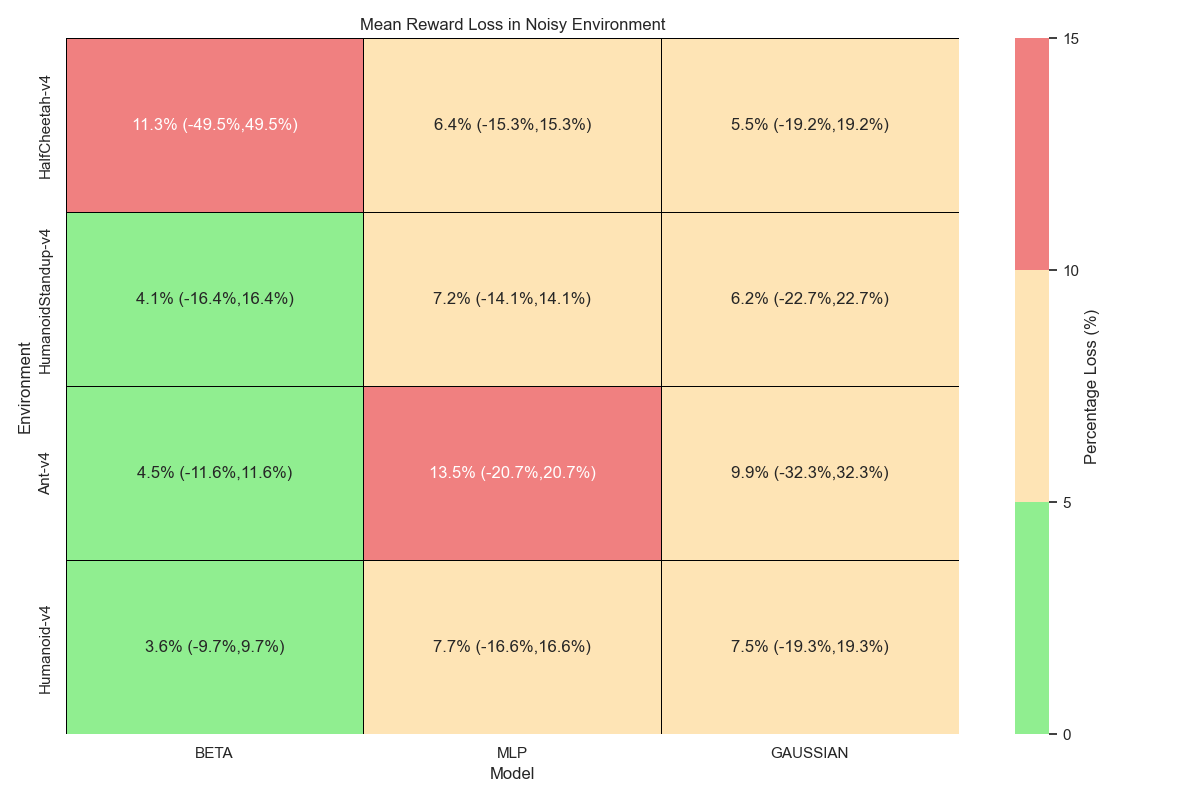 Mean Reward Loss in Noisy Environment
Environment
HalfCheetah-v4
11.3% (-49.5%,49.5%)
6.4% (-15.3%,15.3%)
5.5% (-19.2%,19.2%)
HumanoidStandup-v4
4.1% (-16.4%,16.4%)
7.2% (-14.1%,14.1%)
6.2% (-22.7%,22.7%)
Ant-v4
4.5% (-11.6%,11.6%)
13.5% (-20.7%,20.7%)
9.9% (-32.3%,32.3%)
Humanoid-v4
3.6% (-9.7%,9.7%)
7.7% (-16.6%,16.6%)
7.5% (-19.3%,19.3%)
BETA
MLP
GAUSSIAN
Model
15
10
5
0
Percentage Loss (%)